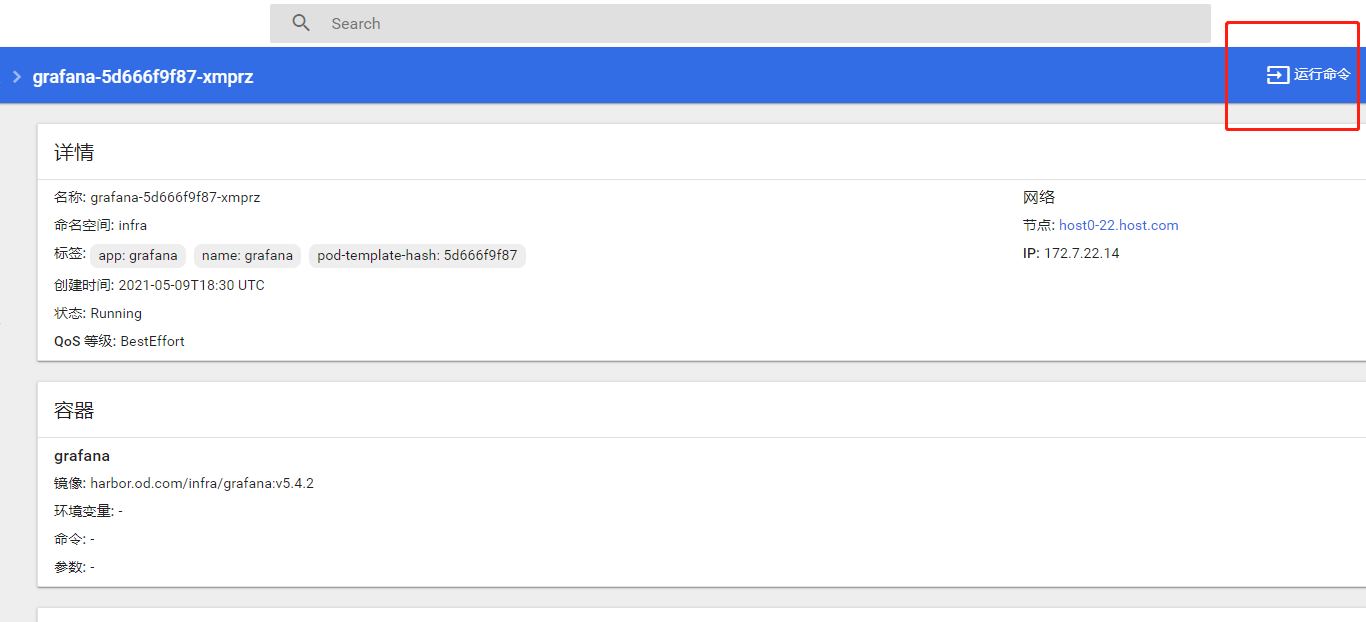 Search
grafana-5d666f9f87-xmprz
运行命令
详情
名称: grafana-5d666f9f87-xmprz
命名空间: infra
标签: app: grafana name: grafana pod-template-hash: 5d666f9f87
创建时间: 2021-05-09T18:30 UTC
状态: Running
QoS 等级: BestEffort
网络
节点: host0-22.host.com
IP: 172.7.22.14
容器
grafana
镜像: harbor.od.com/infra/grafana:v5.4.2
环境变量: -
命令: -
参数: -